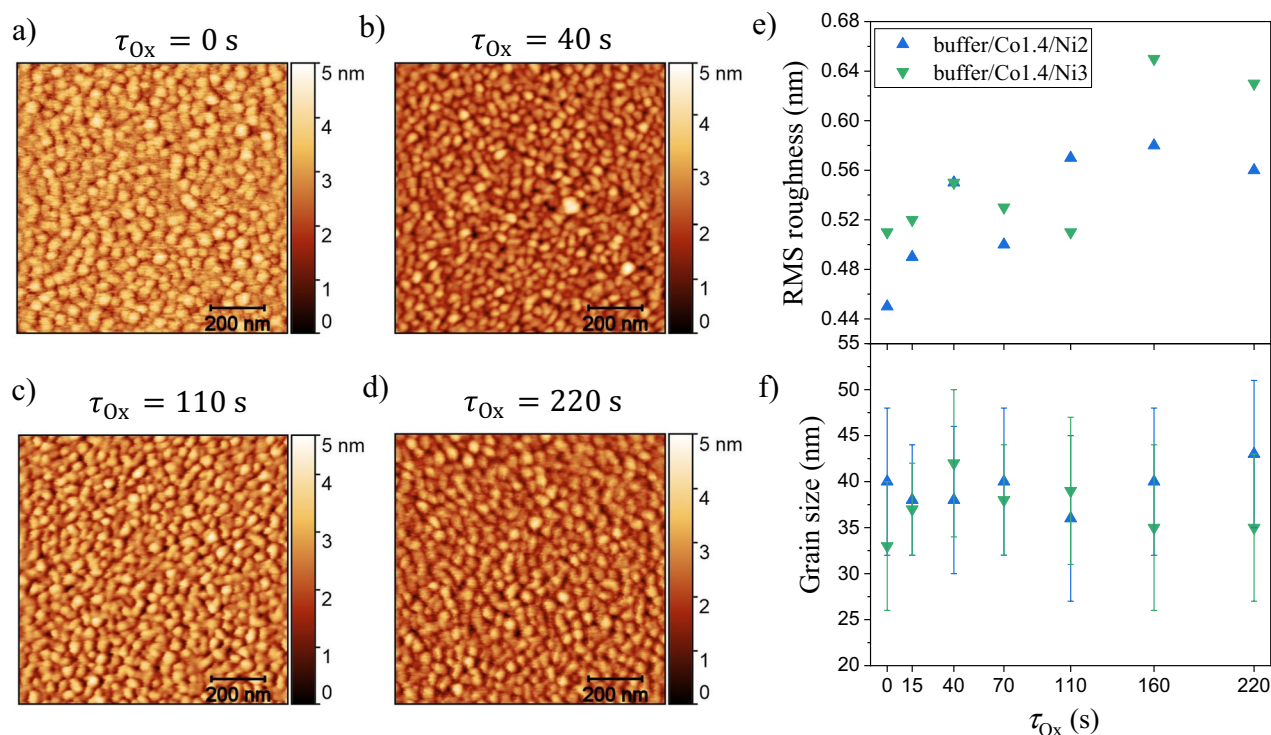 a)
τOx = 0 s
5 nm
4
3
2
1
0
200 nm
b)
τOx = 40 s
5 nm
4
3
2
1
0
200 nm
c)
τOx = 110 s
5 nm
4
3
2
1
0
200 nm
d)
τOx = 220 s
5 nm
4
3
2
1
0
200 nm
e)
buffer/Co1.4/Ni2
buffer/Co1.4/Ni3
RMS roughness (nm)
0.68
0.64
0.60
0.56
0.52
0.48
0.44
f)
Grain size (nm)
55
50
45
40
35
30
25
20
0 15 40 70 110 160 220
τOx (s)